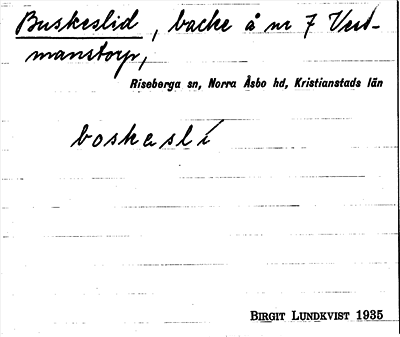 Buskeslid, backe å nr 7 Vest-
manstorp,
Riseberga sn, Norra Åsbo hd, Kristianstads län
boskeslí
BIRGIT LUNDKVIST 1935